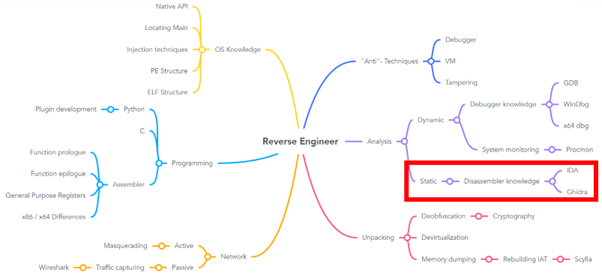 Native API
Locating Main
Injection techniques
PE Structure
ELF Structure
OS Knowledge
Plugin development
Python
C
Function prologue
Function epilogue
General Purpose Registers
x86 / x64 Differences
Assembler
Programming
Masquerading
Active
Wireshark
Traffic capturing
Passive
Network
Reverse Engineer
"Anti"- Techniques
Debugger
VM
Tampering
Analysis
Dynamic
Debugger knowledge
GDB
WinDbg
x64 dbg
System monitoring
Procmon
Static
Disassembler knowledge
IDA
Ghidra
Unpacking
Deobfuscation
Cryptography
Devirtualization
Memory dumping
Rebuilding IAT
Scylla